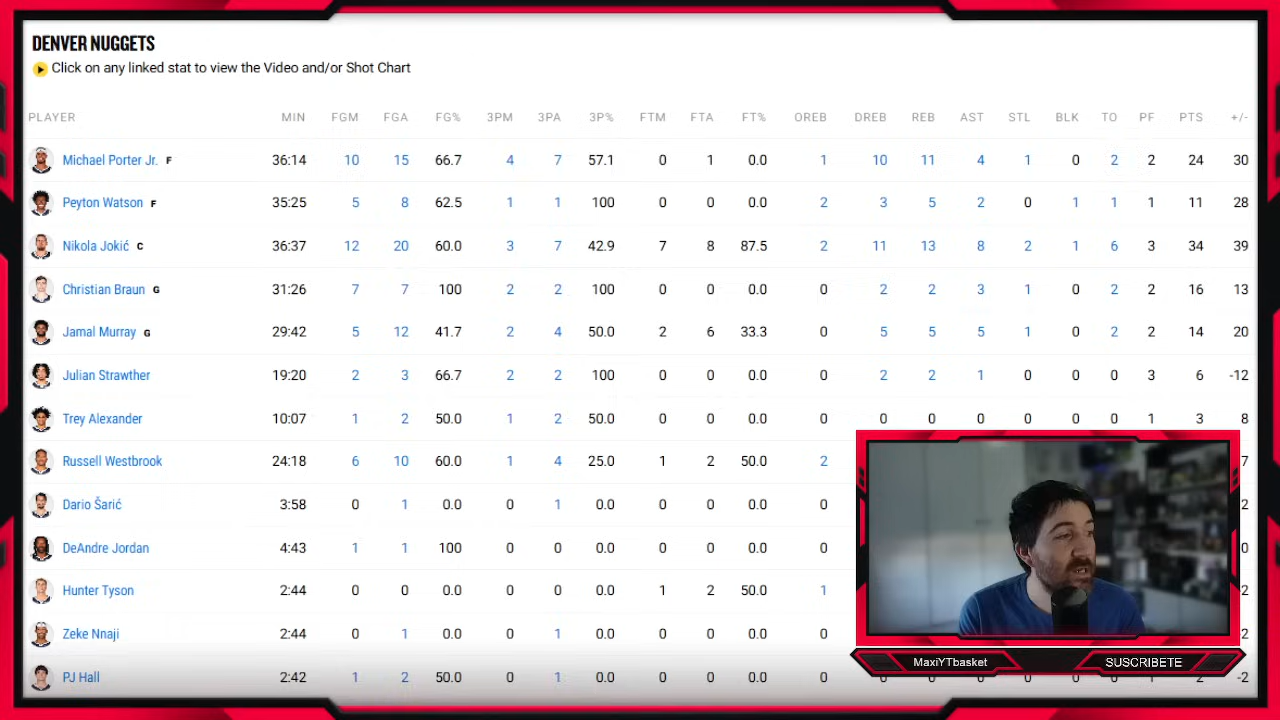 DENVER NUGGETS
Click on any linked stat to view the Video and/or Shot Chart
PLAYER MIN FGM FGA FG% 3PM 3PA 3P% FTM FTA FT% OREB DREB REB AST STL BLK TO PF PTS +/-
Michael Porter Jr. F 36:14 10 15 66.7 4 7 57.1 0 1 0.0 1 10 11 4 1 0 2 2 24 30
Peyton Watson F 35:25 5 8 62.5 1 1 100 0 0 0.0 2 3 5 2 0 1 1 1 11 28
Nikola Jokić C 36:37 12 20 60.0 3 7 42.9 7 8 87.5 2 11 13 8 2 1 6 3 34 39
Christian Braun G 31:26 7 7 100 2 2 100 0 0 0.0 0 2 2 3 1 0 2 2 16 13
Jamal Murray G 29:42 5 12 41.7 2 4 50.0 2 6 33.3 0 5 5 5 1 0 2 2 14 20
Julian Strawther 19:20 2 3 66.7 2 2 100 0 0 0.0 0 2 2 1 0 0 0 3 6 -12
Trey Alexander 10:07 1 2 50.0 1 2 50.0 0 0 0.0 0 0 0 0 0 0 0 1 3 8
Russell Westbrook 24:18 6 10 60.0 1 4 25.0 1 2 50.0 2 7
Dario Šarić 3:58 0 1 0.0 0 1 0.0 0 0 0.0 0 2
DeAndre Jordan 4:43 1 1 100 0 0 0.0 0 0 0.0 0 0
Hunter Tyson 2:44 0 0 0.0 0 0 0.0 1 2 50.0 1 2
Zeke Nnaji 2:44 0 1 0.0 0 1 0.0 0 0 0.0 0 2
PJ Hall 2:42 1 2 50.0 0 1 0.0 0 0 0.0 0 -2
MaxiYTbasket
SUSCRIBETE